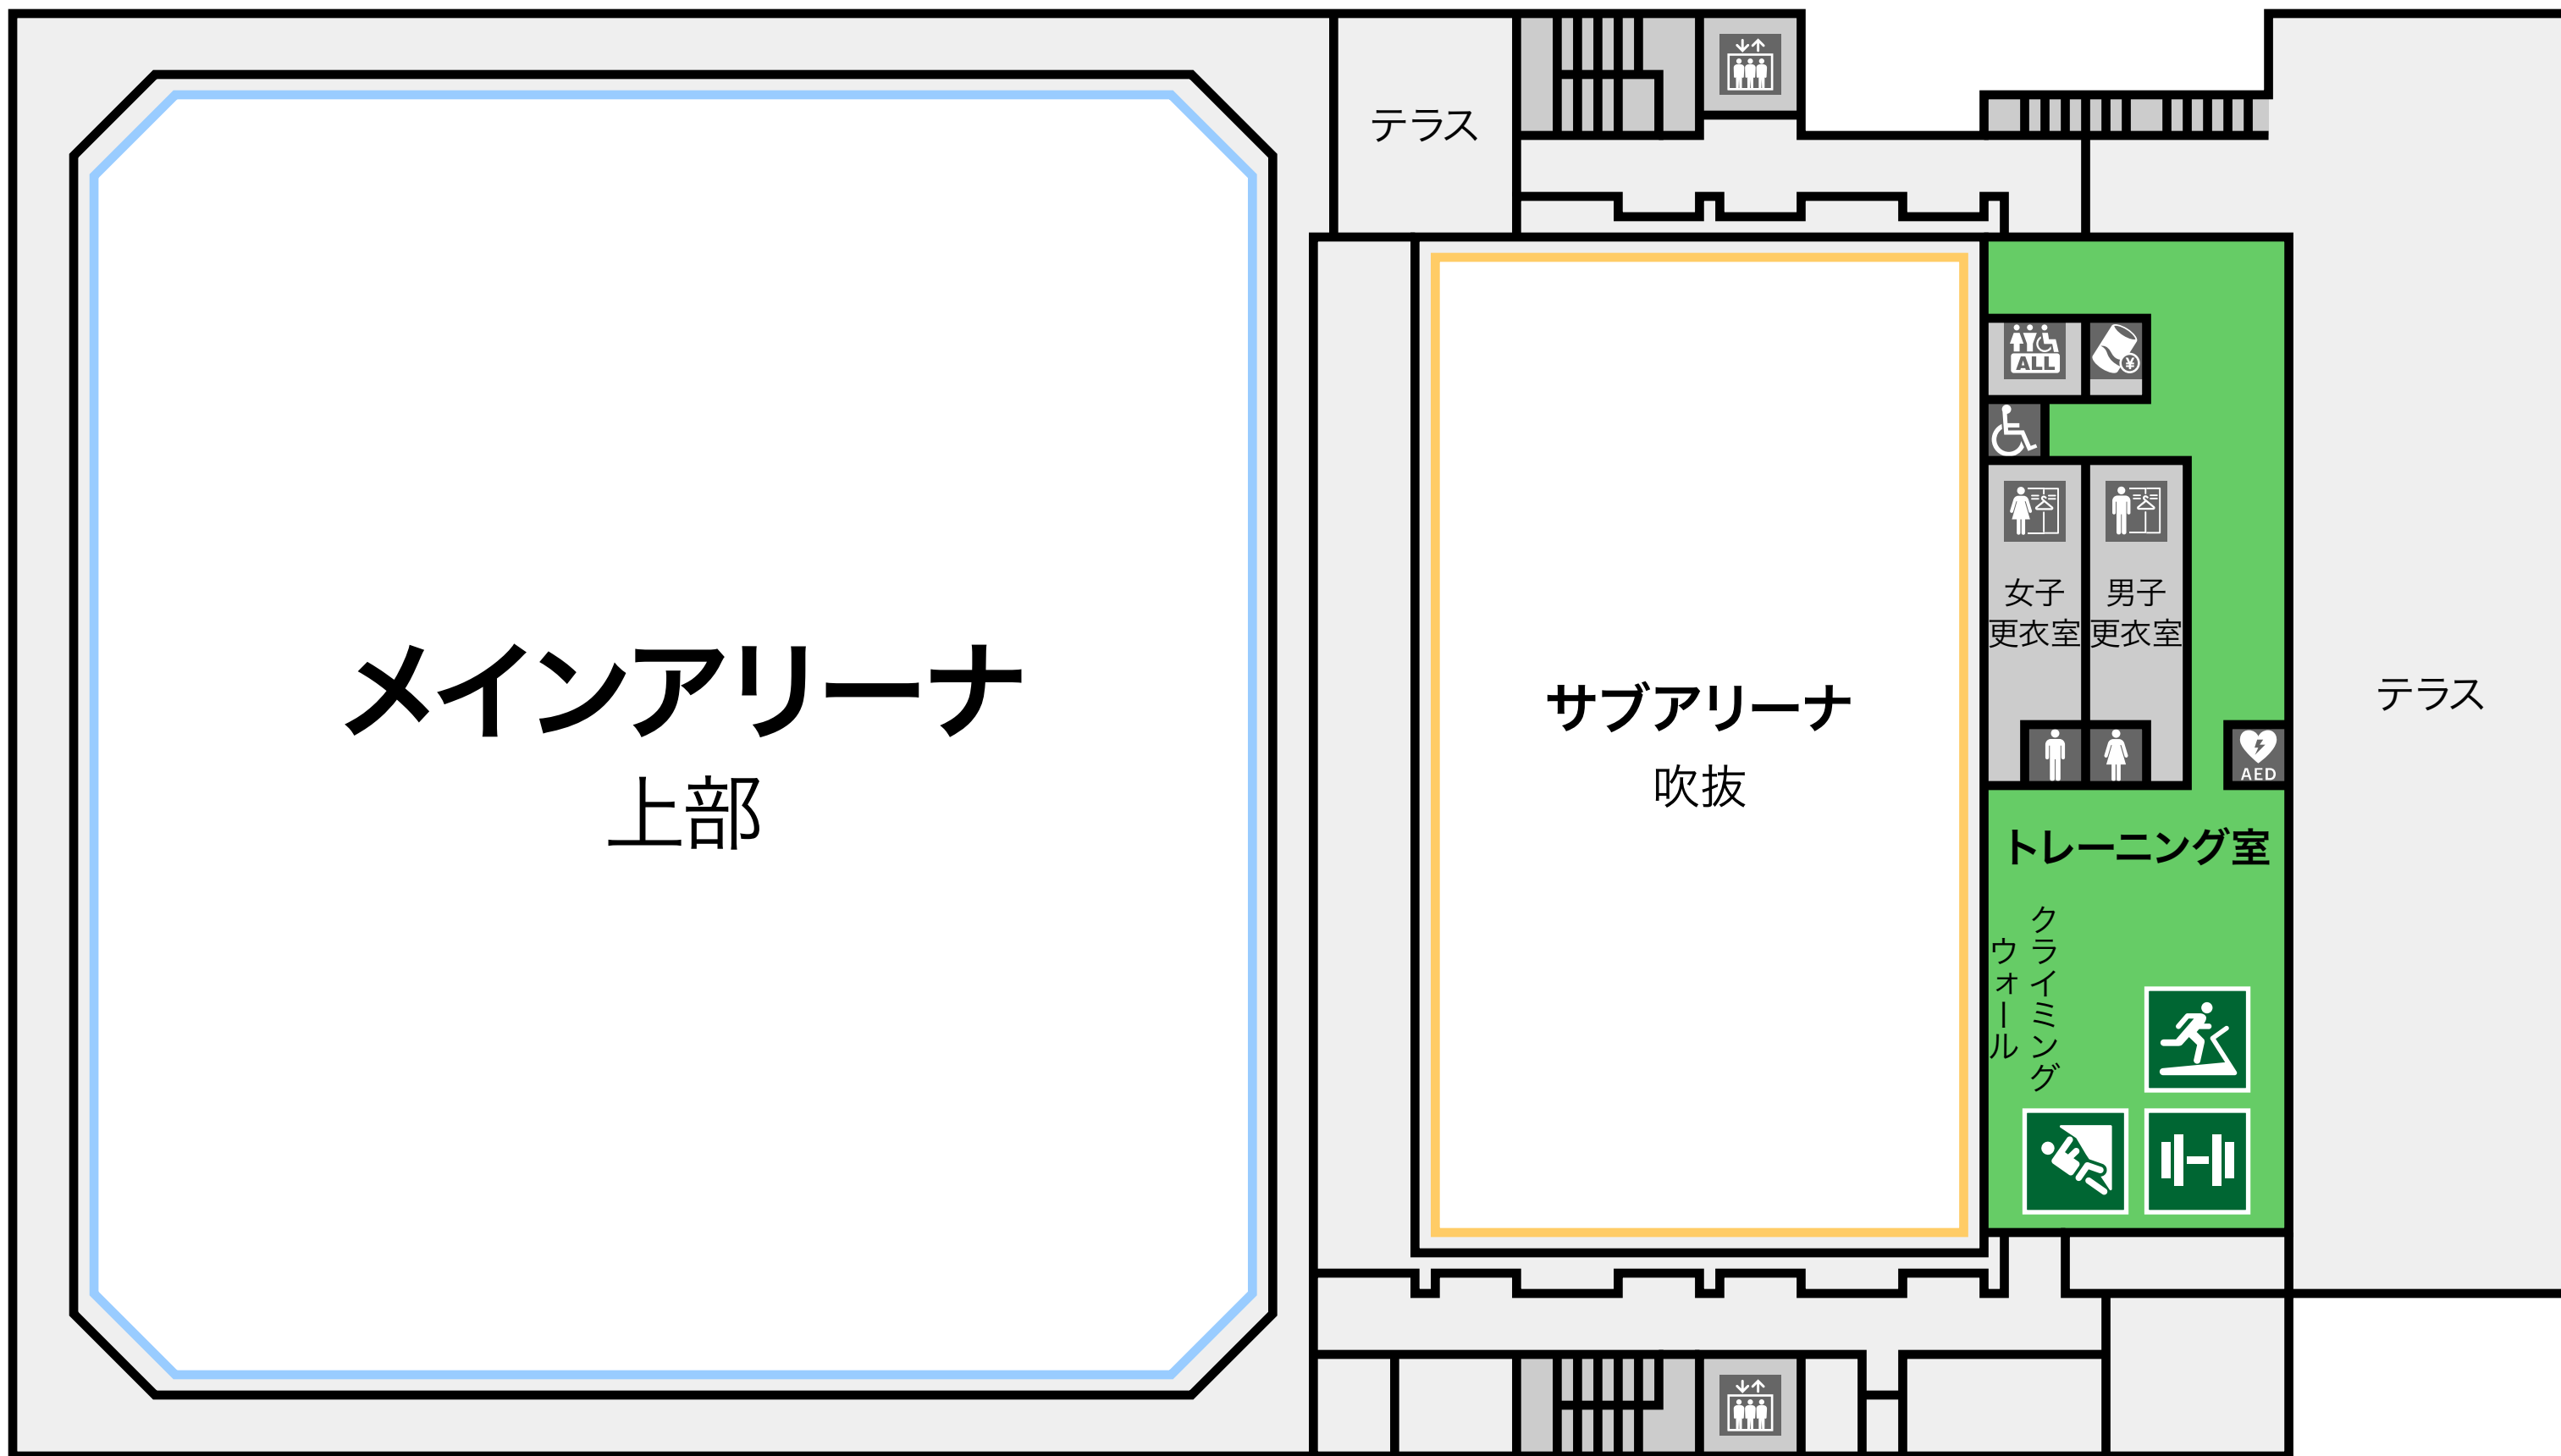 テラス
ALL
¥
女子
更衣室
男子
更衣室
メインアリーナ
上部
サブアリーナ
吹抜
テラス
AED
トレーニング室
クライミング
ウォール